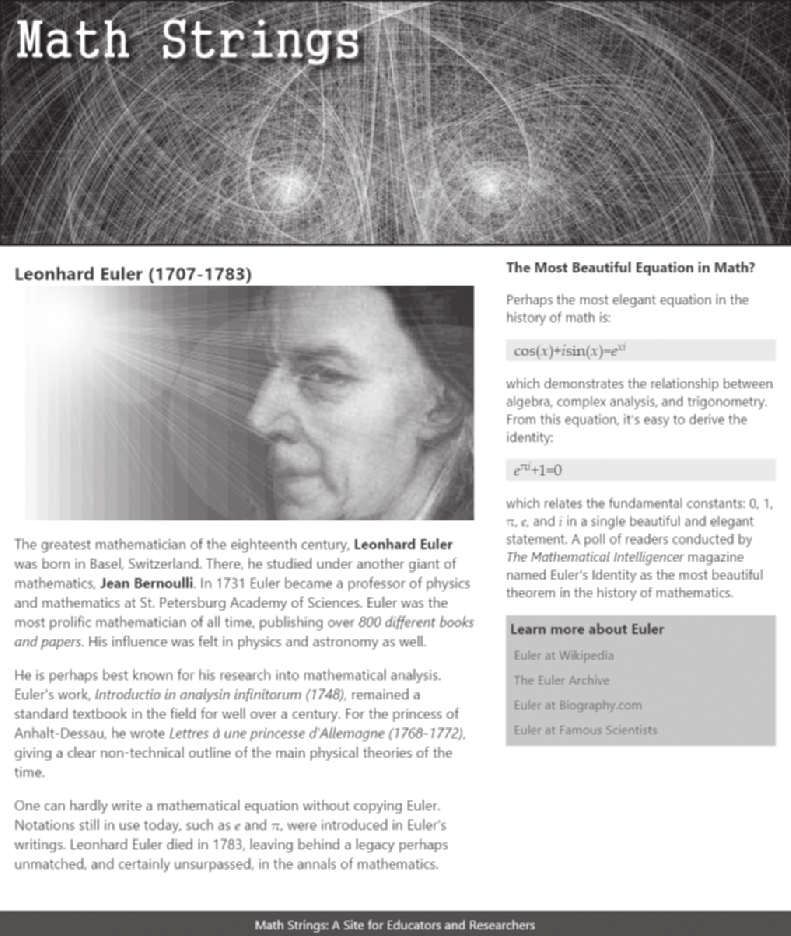 Math Strings
Leonhard Euler (1707-1783)
The greatest mathematician of the eighteenth century, Leonhard Euler
was born in Basel, Switzerland. There, he studied under another giant of
mathematics, Jean Bernoulli. In 1731 Euler became a professor of physics
and mathematics at St. Petersburg Academy of Sciences. Euler was the
most prolific mathematician of all time, publishing over 800 different books
and papers. His influence was felt in physics and astronomy as well.
He is perhaps best known for his research into mathematical analysis.
Euler's work, Introductio in analysin infinitorum (1748), remained a
standard textbook in the field for well over a century. For the princess of
Anhalt-Dessau, he wrote Lettres à une princesse d'Allemagne (1768-1772),
giving a clear non-technical outline of the main physical theories of the
time.
One can hardly write a mathematical equation without copying Euler.
Notations still in use today, such as e and π, were introduced in Euler's
writings. Leonhard Euler died in 1783, leaving behind a legacy perhaps
unmatched, and certainly unsurpassed, in the annals of mathematics.
The Most Beautiful Equation in Math?
Perhaps the most elegant equation in the
history of math is:
cos(x)+isin(x)=e^xi
which demonstrates the relationship between
algebra, complex analysis, and trigonometry.
From this equation, it's easy to derive the
identity:
e^πi+1=0
which relates the fundamental constants: 0, 1,
π, e, and i in a single beautiful and elegant
statement. A poll of readers conducted by
The Mathematical Intelligencer magazine
named Euler's Identity as the most beautiful
theorem in the history of mathematics.
Learn more about Euler
Euler at Wikipedia
The Euler Archive
Euler at Biography.com
Euler at Famous Scientists
Math Strings: A Site for Educators and Researchers